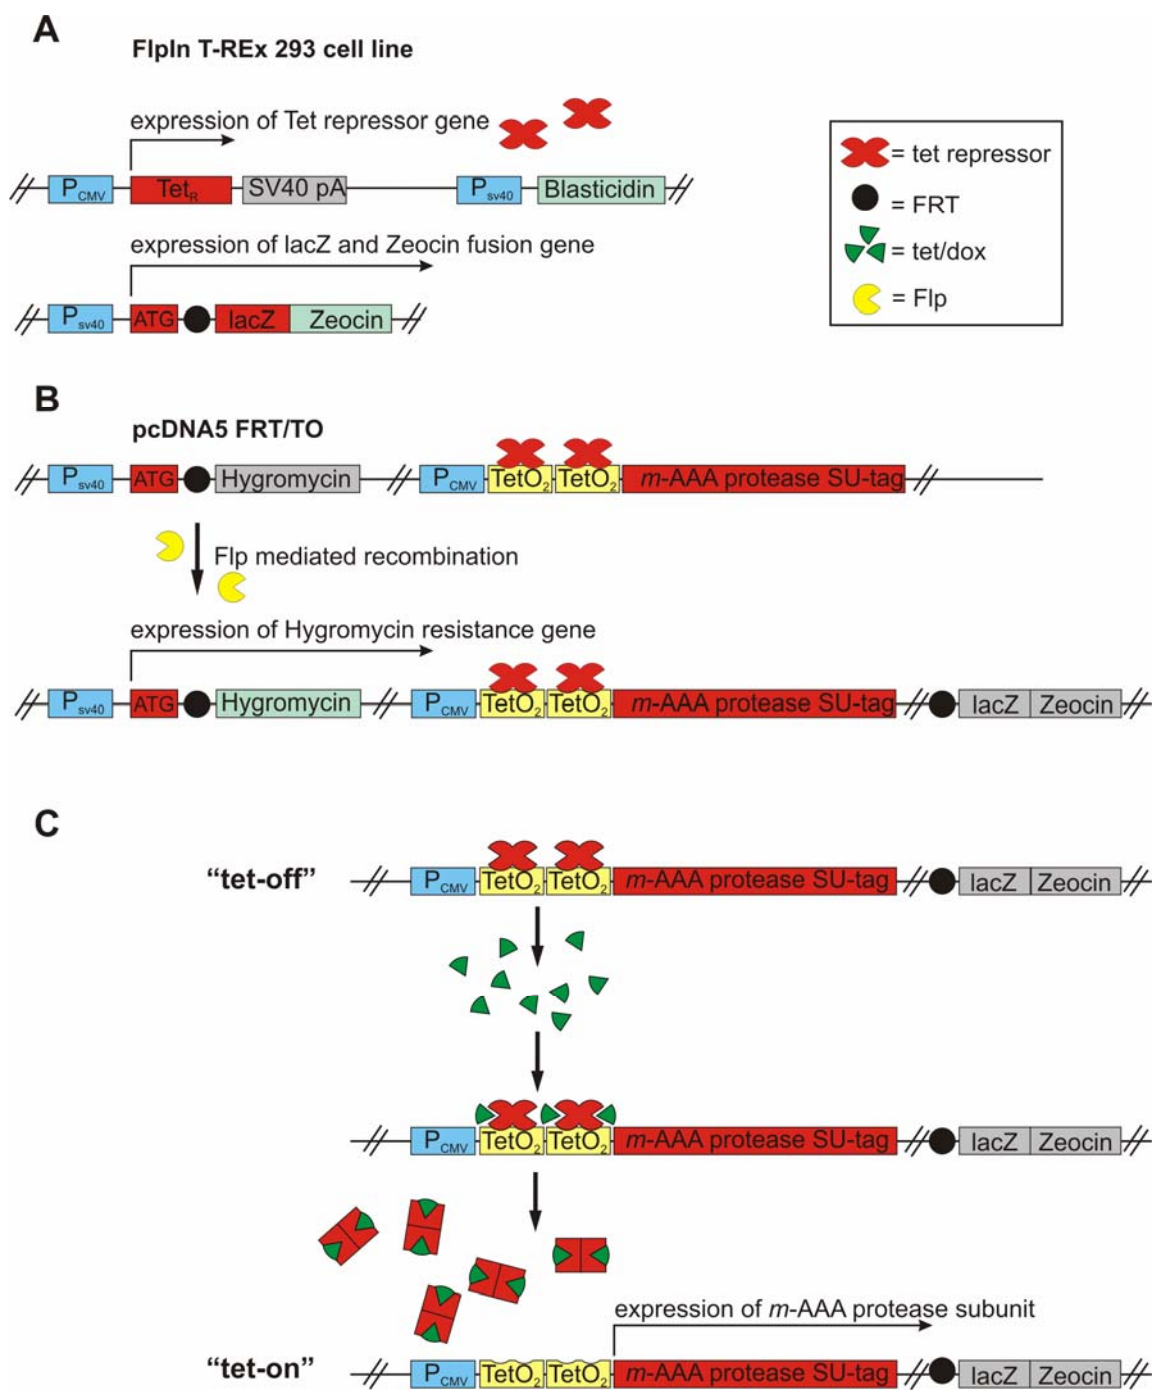 A
FlpIn T-REx 293 cell line
expression of Tet repressor gene
P CMV TetR SV40 pA P sv40 Blasticidin
expression of lacZ and Zeocin fusion gene
P sv40 ATG lacZ Zeocin
= tet repressor
= FRT
= tet/dox
= Flp
B
pcDNA5 FRT/TO
P sv40 ATG Hygromycin P CMV TetO2 TetO2 m-AAA protease SU-tag
Flp mediated recombination
expression of Hygromycin resistance gene
P sv40 ATG Hygromycin P CMV TetO2 TetO2 m-AAA protease SU-tag lacZ Zeocin
C
“tet-off” P CMV TetO2 TetO2 m-AAA protease SU-tag lacZ Zeocin
P CMV TetO2 TetO2 m-AAA protease SU-tag lacZ Zeocin
expression of m-AAA protease subunit
“tet-on” P CMV TetO2 TetO2 m-AAA protease SU-tag lacZ Zeocin